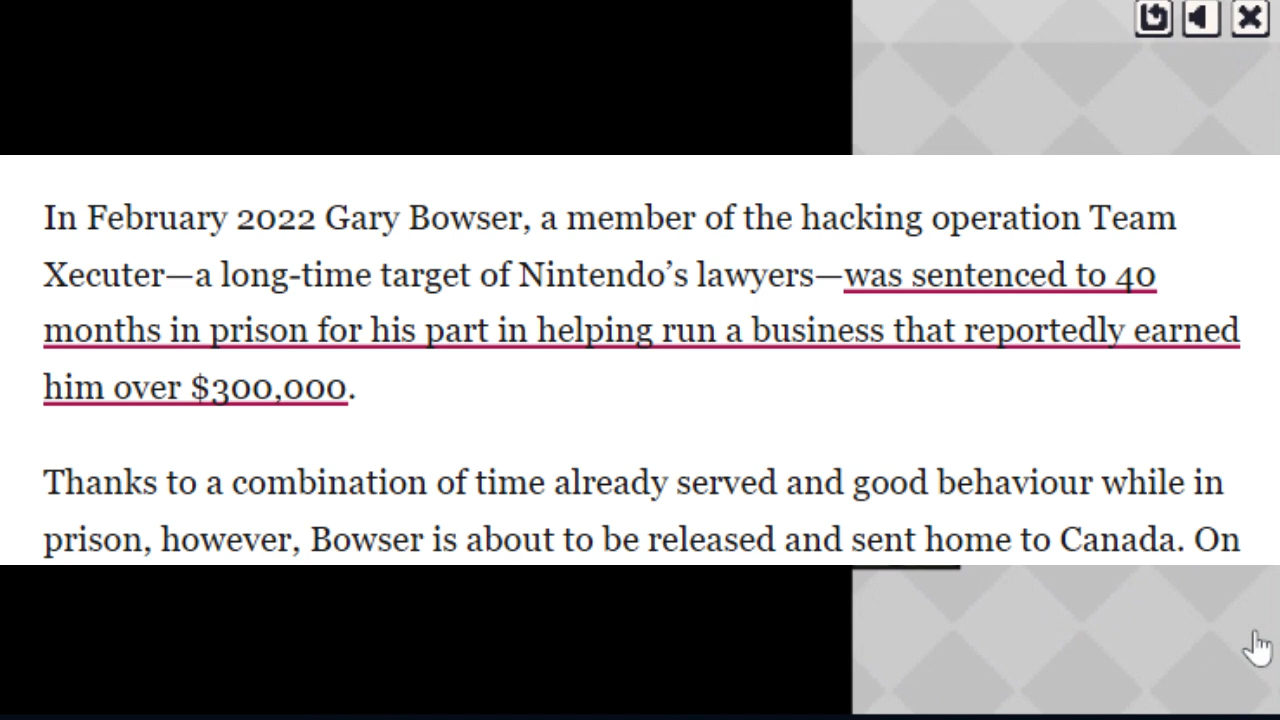 In February 2022 Gary Bowser, a member of the hacking operation Team
Xecuter—a long-time target of Nintendo’s lawyers—was sentenced to 40
months in prison for his part in helping run a business that reportedly earned
him over $300,000.
Thanks to a combination of time already served and good behaviour while in
prison, however, Bowser is about to be released and sent home to Canada. On